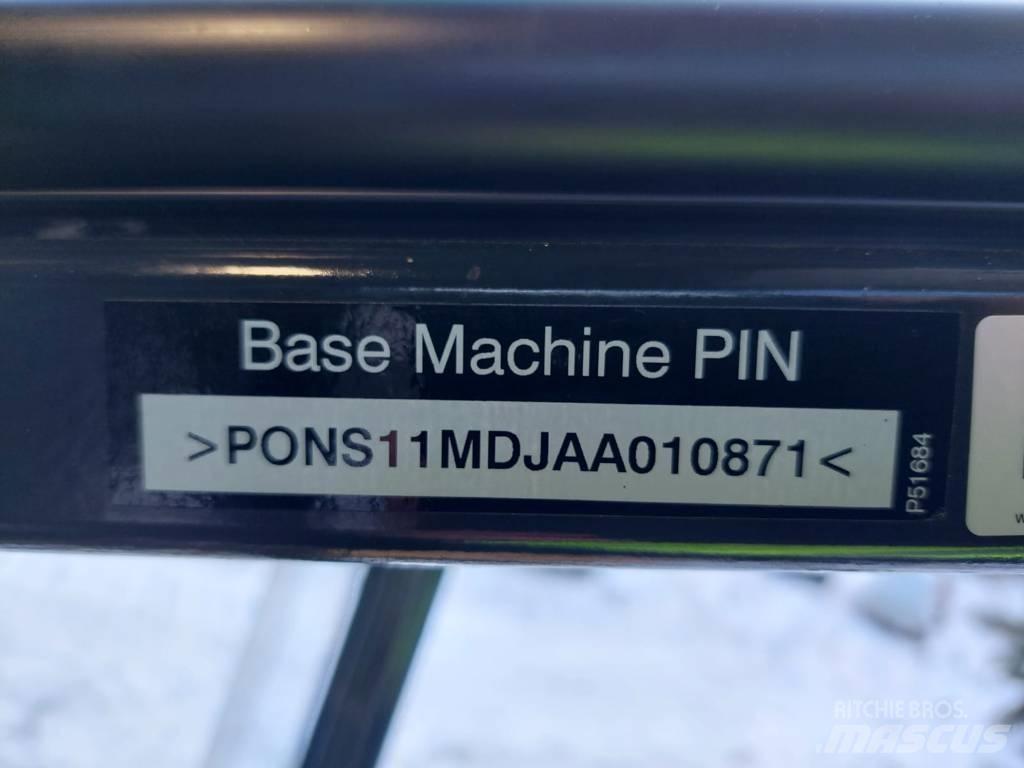 Base Machine PIN
>PONS11MDJAA010871<
P51684
RITCHIE BROS.
MASCUS